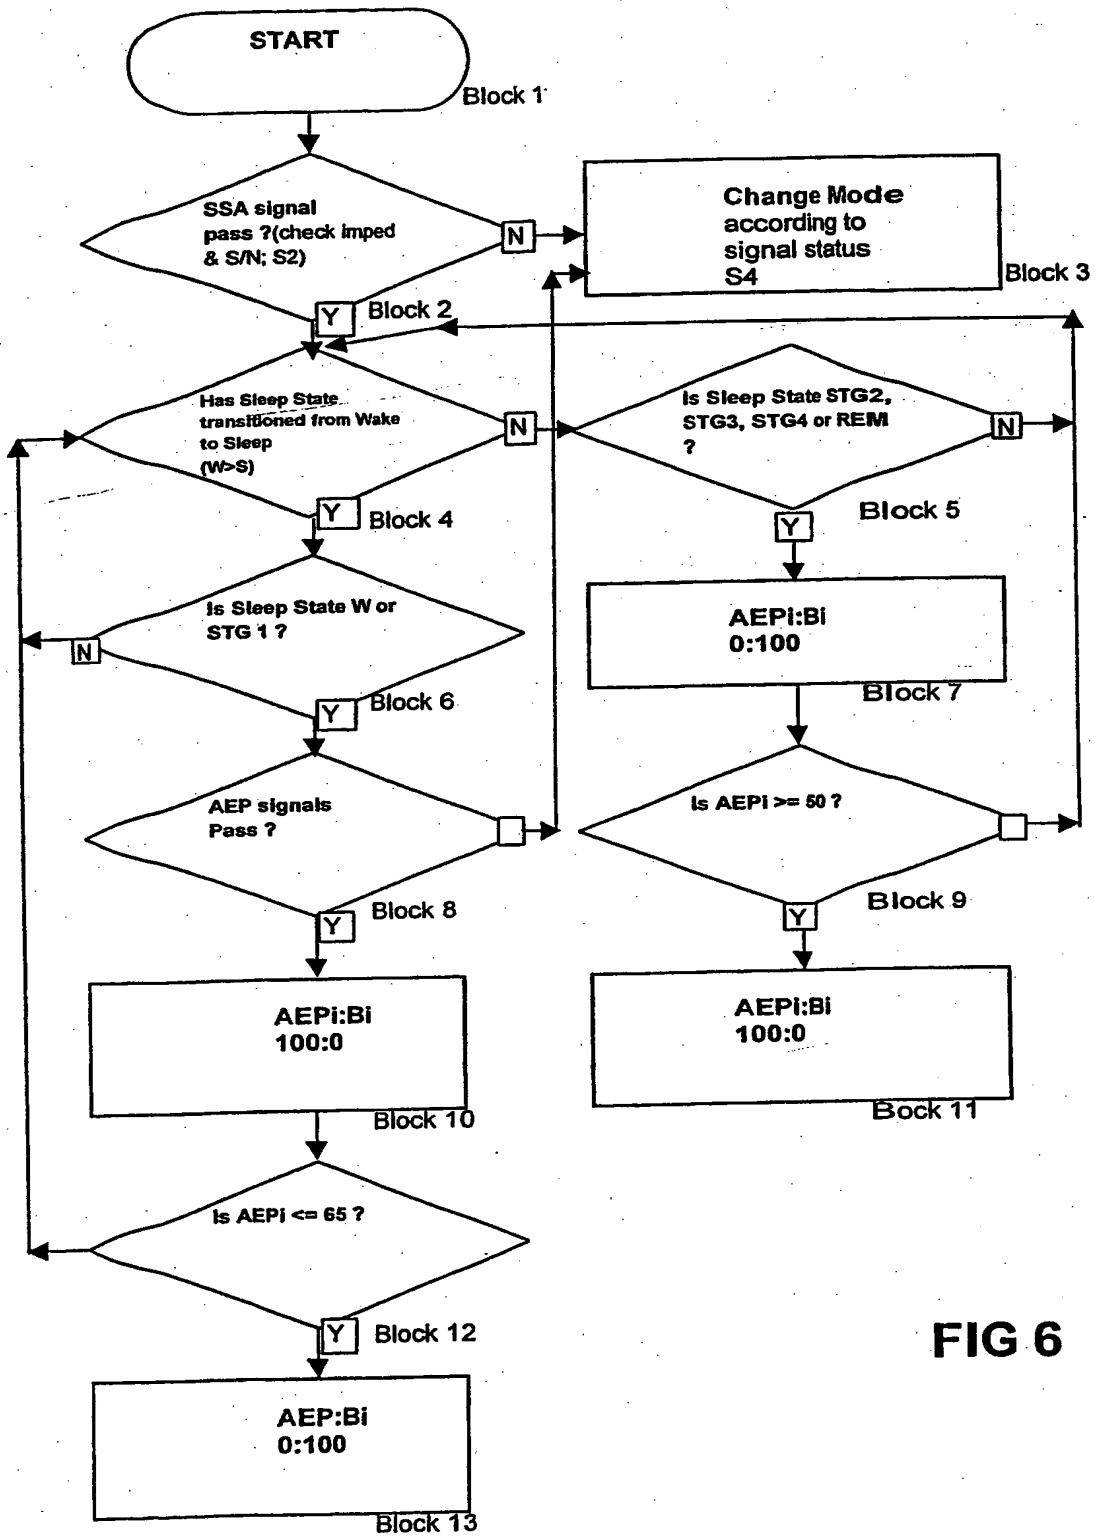 START
Block 1
SSA signal
pass ?(check imped
& S/N; S2)
N
Y
Block 2
Change Mode
according to
signal status
S4
Block 3
Has Sleep State
transitioned from Wake
to Sleep
(W>S)
N
Y
Block 4
Is Sleep State STG2,
STG3, STG4 or REM
?
N
Y
Block 5
Is Sleep State W or
STG 1 ?
N
Y
Block 6
AEPi:Bi
0:100
Block 7
AEP signals
Pass ?
Y
Block 8
Is AEPi >= 50 ?
Y
Block 9
AEPi:Bi
100:0
Block 10
AEPi:Bi
100:0
Bock 11
Is AEPi <= 65 ?
Y
Block 12
AEP:Bi
0:100
Block 13
FIG 6